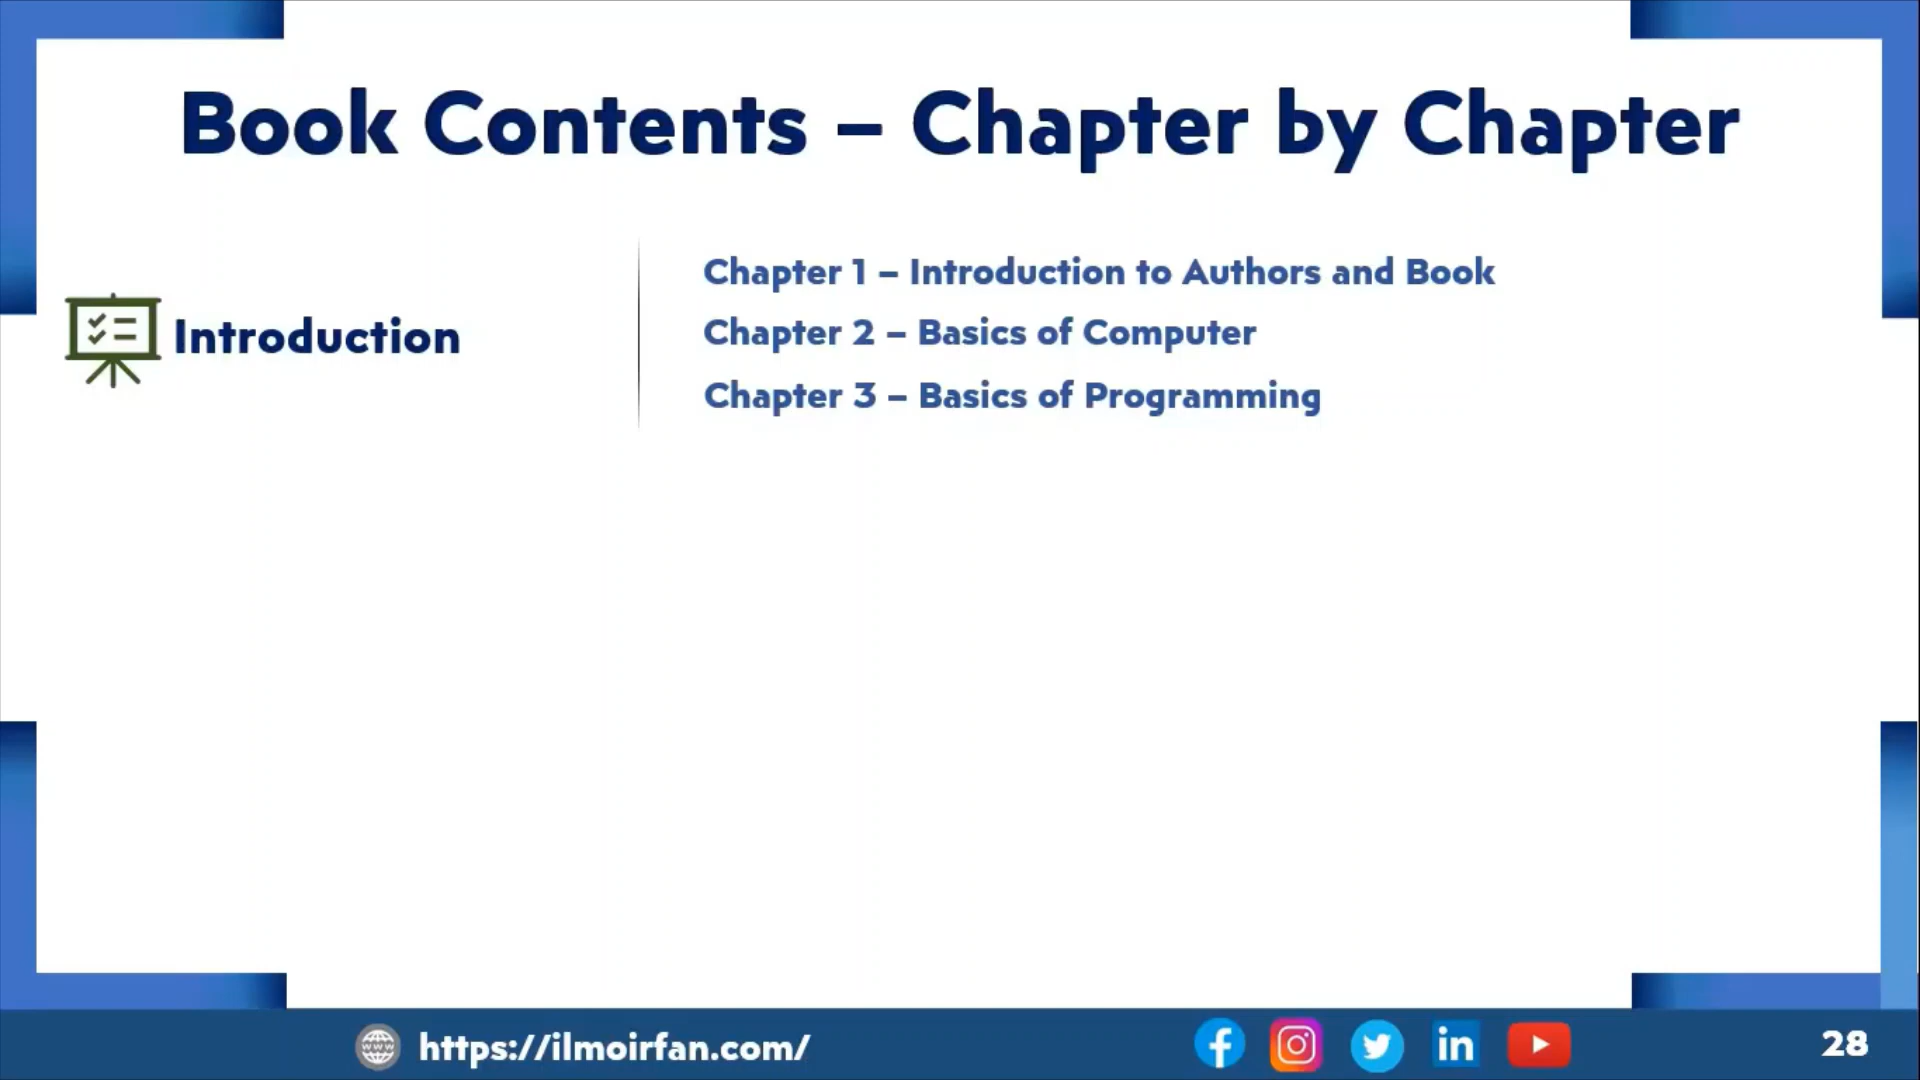 Book Contents – Chapter by Chapter
Introduction
Chapter 1 – Introduction to Authors and Book
Chapter 2 – Basics of Computer
Chapter 3 – Basics of Programming
https://ilmoirfan.com/
in
28